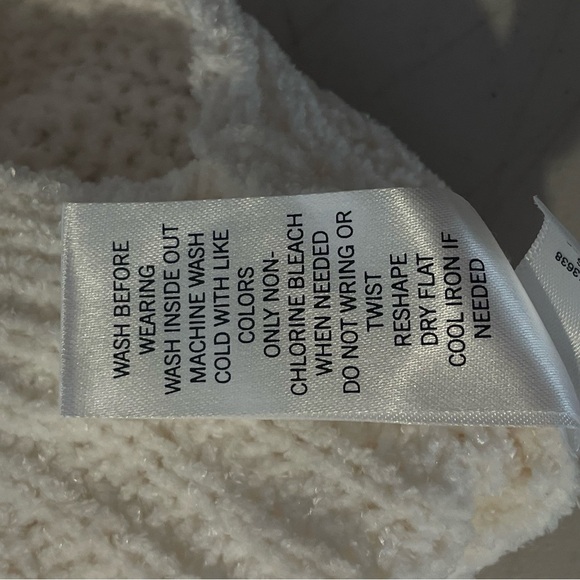 WASH BEFORE
WEARING
WASH INSIDE OUT
MACHINE WASH
COLD WITH LIKE
COLORS
ONLY NON-
CHLORINE BLEACH
WHEN NEEDED
DO NOT WRING OR
TWIST
RESHAPE
DRY FLAT
COOL IRON IF
NEEDED
3638